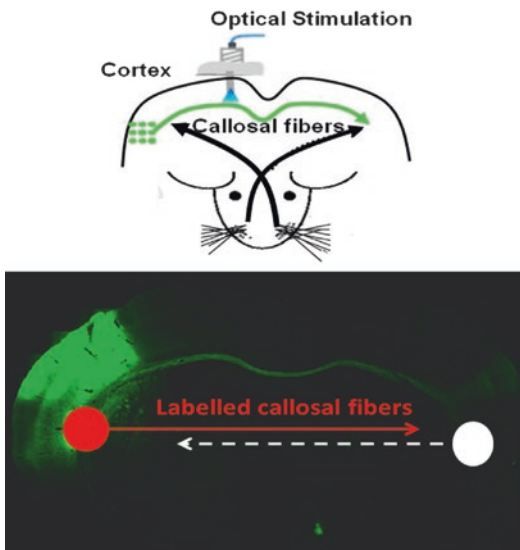 Optical Stimulation
Cortex
Callosal fibers
Labelled callosal fibers